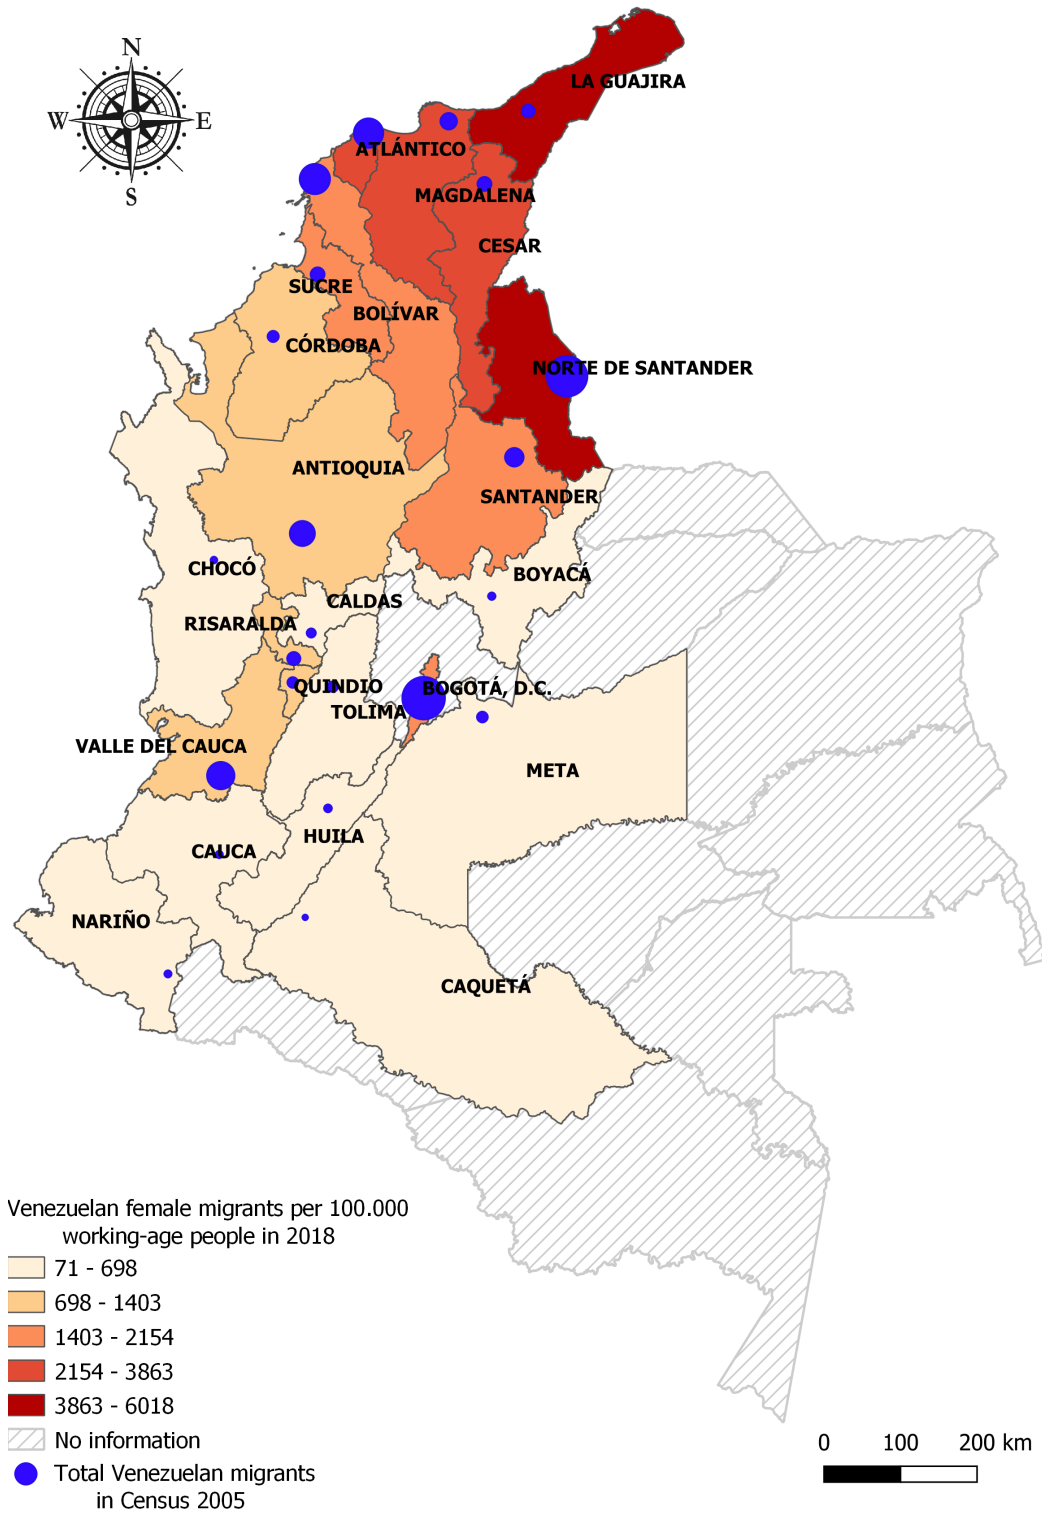 N
W
E
S
LA GUAJIRA
ATLÁNTICO
MAGDALENA
CESAR
SUCRE
BOLÍVAR
CÓRDOBA
NORTE DE SANTANDER
ANTIOQUIA
SANTANDER
CHOCÓ
BOYACÁ
CALDAS
RISARALDA
QUINDIO
BOGOTÁ, D.C.
TOLIMA
VALLE DEL CAUCA
META
HUILA
CAUCA
NARIÑO
CAQUETÁ
Venezuelan female migrants per 100.000
working-age people in 2018
71 - 698
698 - 1403
1403 - 2154
2154 - 3863
3863 - 6018
No information
Total Venezuelan migrants
in Census 2005
0 100 200 km